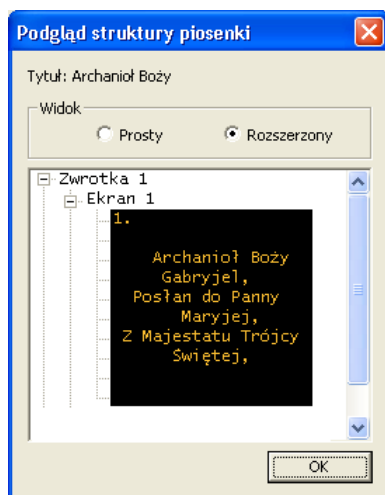 Podgląd struktury piosenki
Tytuł: Archanioł Boży
Widok
Prosty Rozszerzony
Zwrotka 1
Ekran 1
1.
Archanioł Boży
Gabryjel,
Posłan do Panny
Maryjej,
Z Majestatu Trójcy
Świętej,
OK